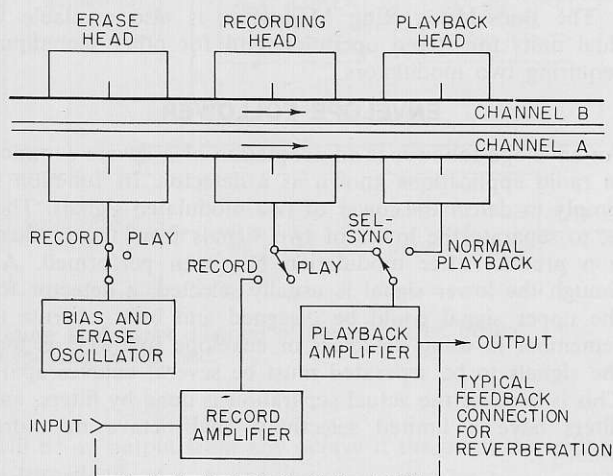 ERASE HEAD
RECORDING HEAD
PLAYBACK HEAD
CHANNEL B
CHANNEL A
RECORD
PLAY
RECORD
PLAY
SEL-SYNC
NORMAL PLAYBACK
BIAS AND ERASE OSCILLATOR
PLAYBACK AMPLIFIER
OUTPUT
INPUT
RECORD AMPLIFIER
TYPICAL FEEDBACK CONNECTION FOR REVERBERATION